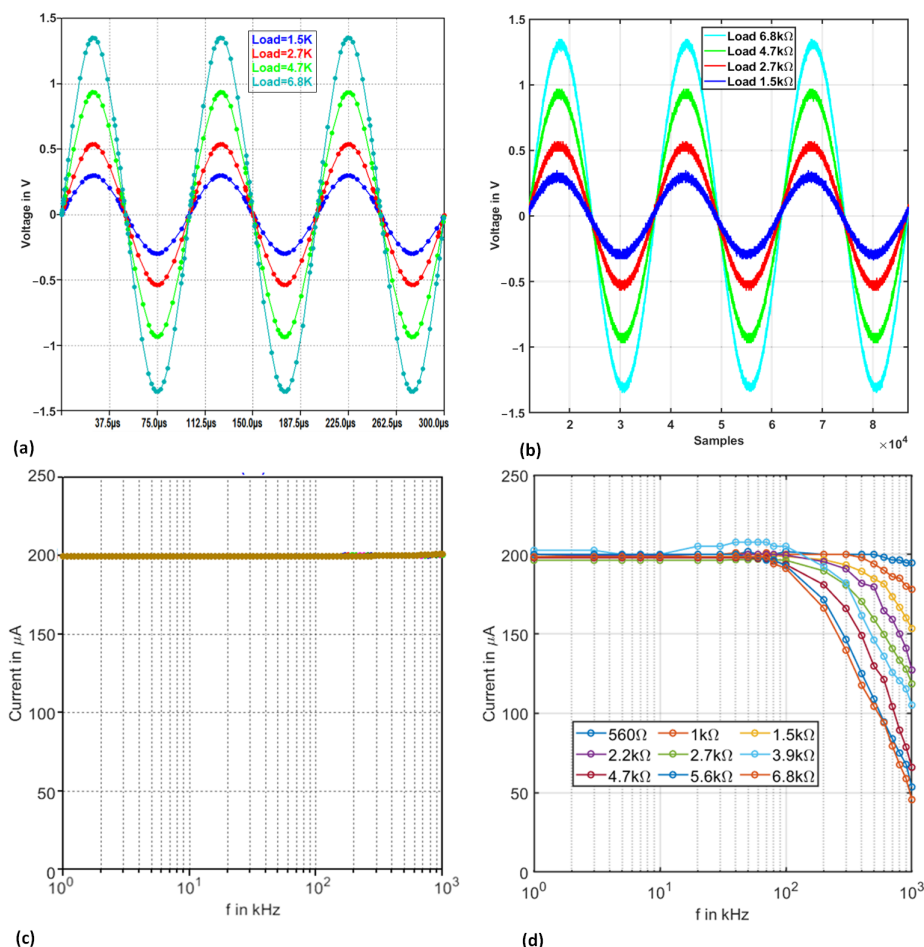 1.5
1
0.5
0
−0.5
−1
−1.5
Voltage in V
Load=1.5K
Load=2.7K
Load=4.7K
Load=6.8K
37.5µs 75.0µs 112.5µs 150.0µs 187.5µs 225.0µs 262.5µs 300.0µs
(a)
1.5
1
0.5
0
−0.5
−1
−1.5
Voltage in V
Load 6.8kΩ
Load 4.7kΩ
Load 2.7kΩ
Load 1.5kΩ
2 4 6 8
×10⁴
Samples
(b)
250
200
150
100
50
0
Current in µA
10⁰ 10¹ 10² 10³
f in kHz
(c)
250
200
150
100
50
0
Current in µA
560Ω 1kΩ 1.5kΩ
2.2kΩ 2.7kΩ 3.9kΩ
4.7kΩ 5.6kΩ 6.8kΩ
10⁰ 10¹ 10² 10³
f in kHz
(d)